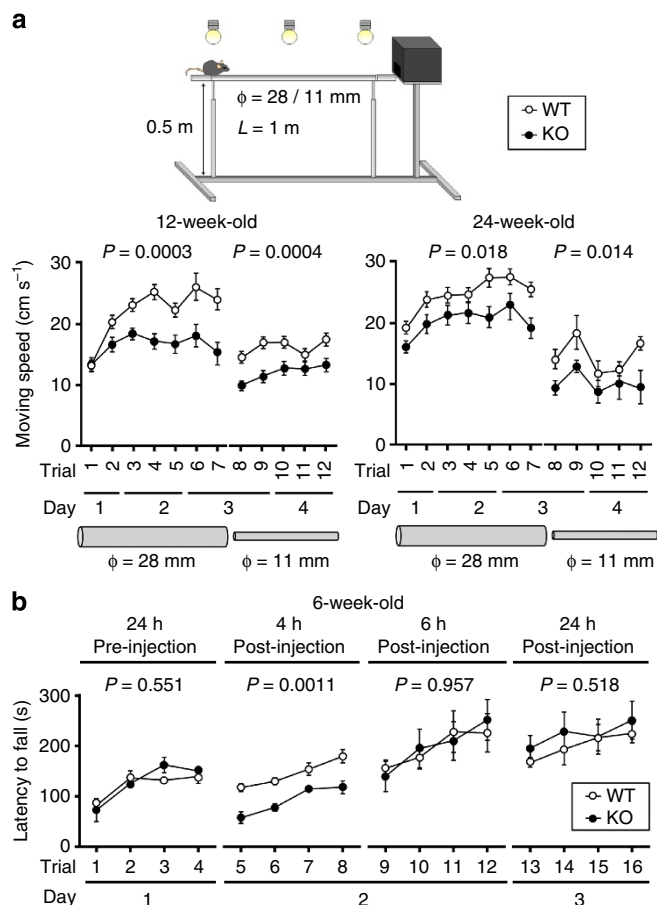 a
0.5 m
ϕ = 28 / 11 mm
L = 1 m
WT
KO
12-week-old
24-week-old
P = 0.0003 P = 0.0004
P = 0.018 P = 0.014
Moving speed (cm s⁻¹)
30
20
10
0
30
20
10
0
Trial 1 2 3 4 5 6 7 8 9 10 11 12
1 2 3 4 5 6 7 8 9 10 11 12
Day 1 2 3 4
1 2 3 4
ϕ = 28 mm ϕ = 11 mm
ϕ = 28 mm ϕ = 11 mm
b
6-week-old
24 h
Pre-injection
4 h
Post-injection
6 h
Post-injection
24 h
Post-injection
P = 0.551 P = 0.0011 P = 0.957 P = 0.518
Latency to fall (s)
300
200
100
0
WT
KO
Trial 1 2 3 4 5 6 7 8 9 10 11 12 13 14 15 16
Day 1 2 3